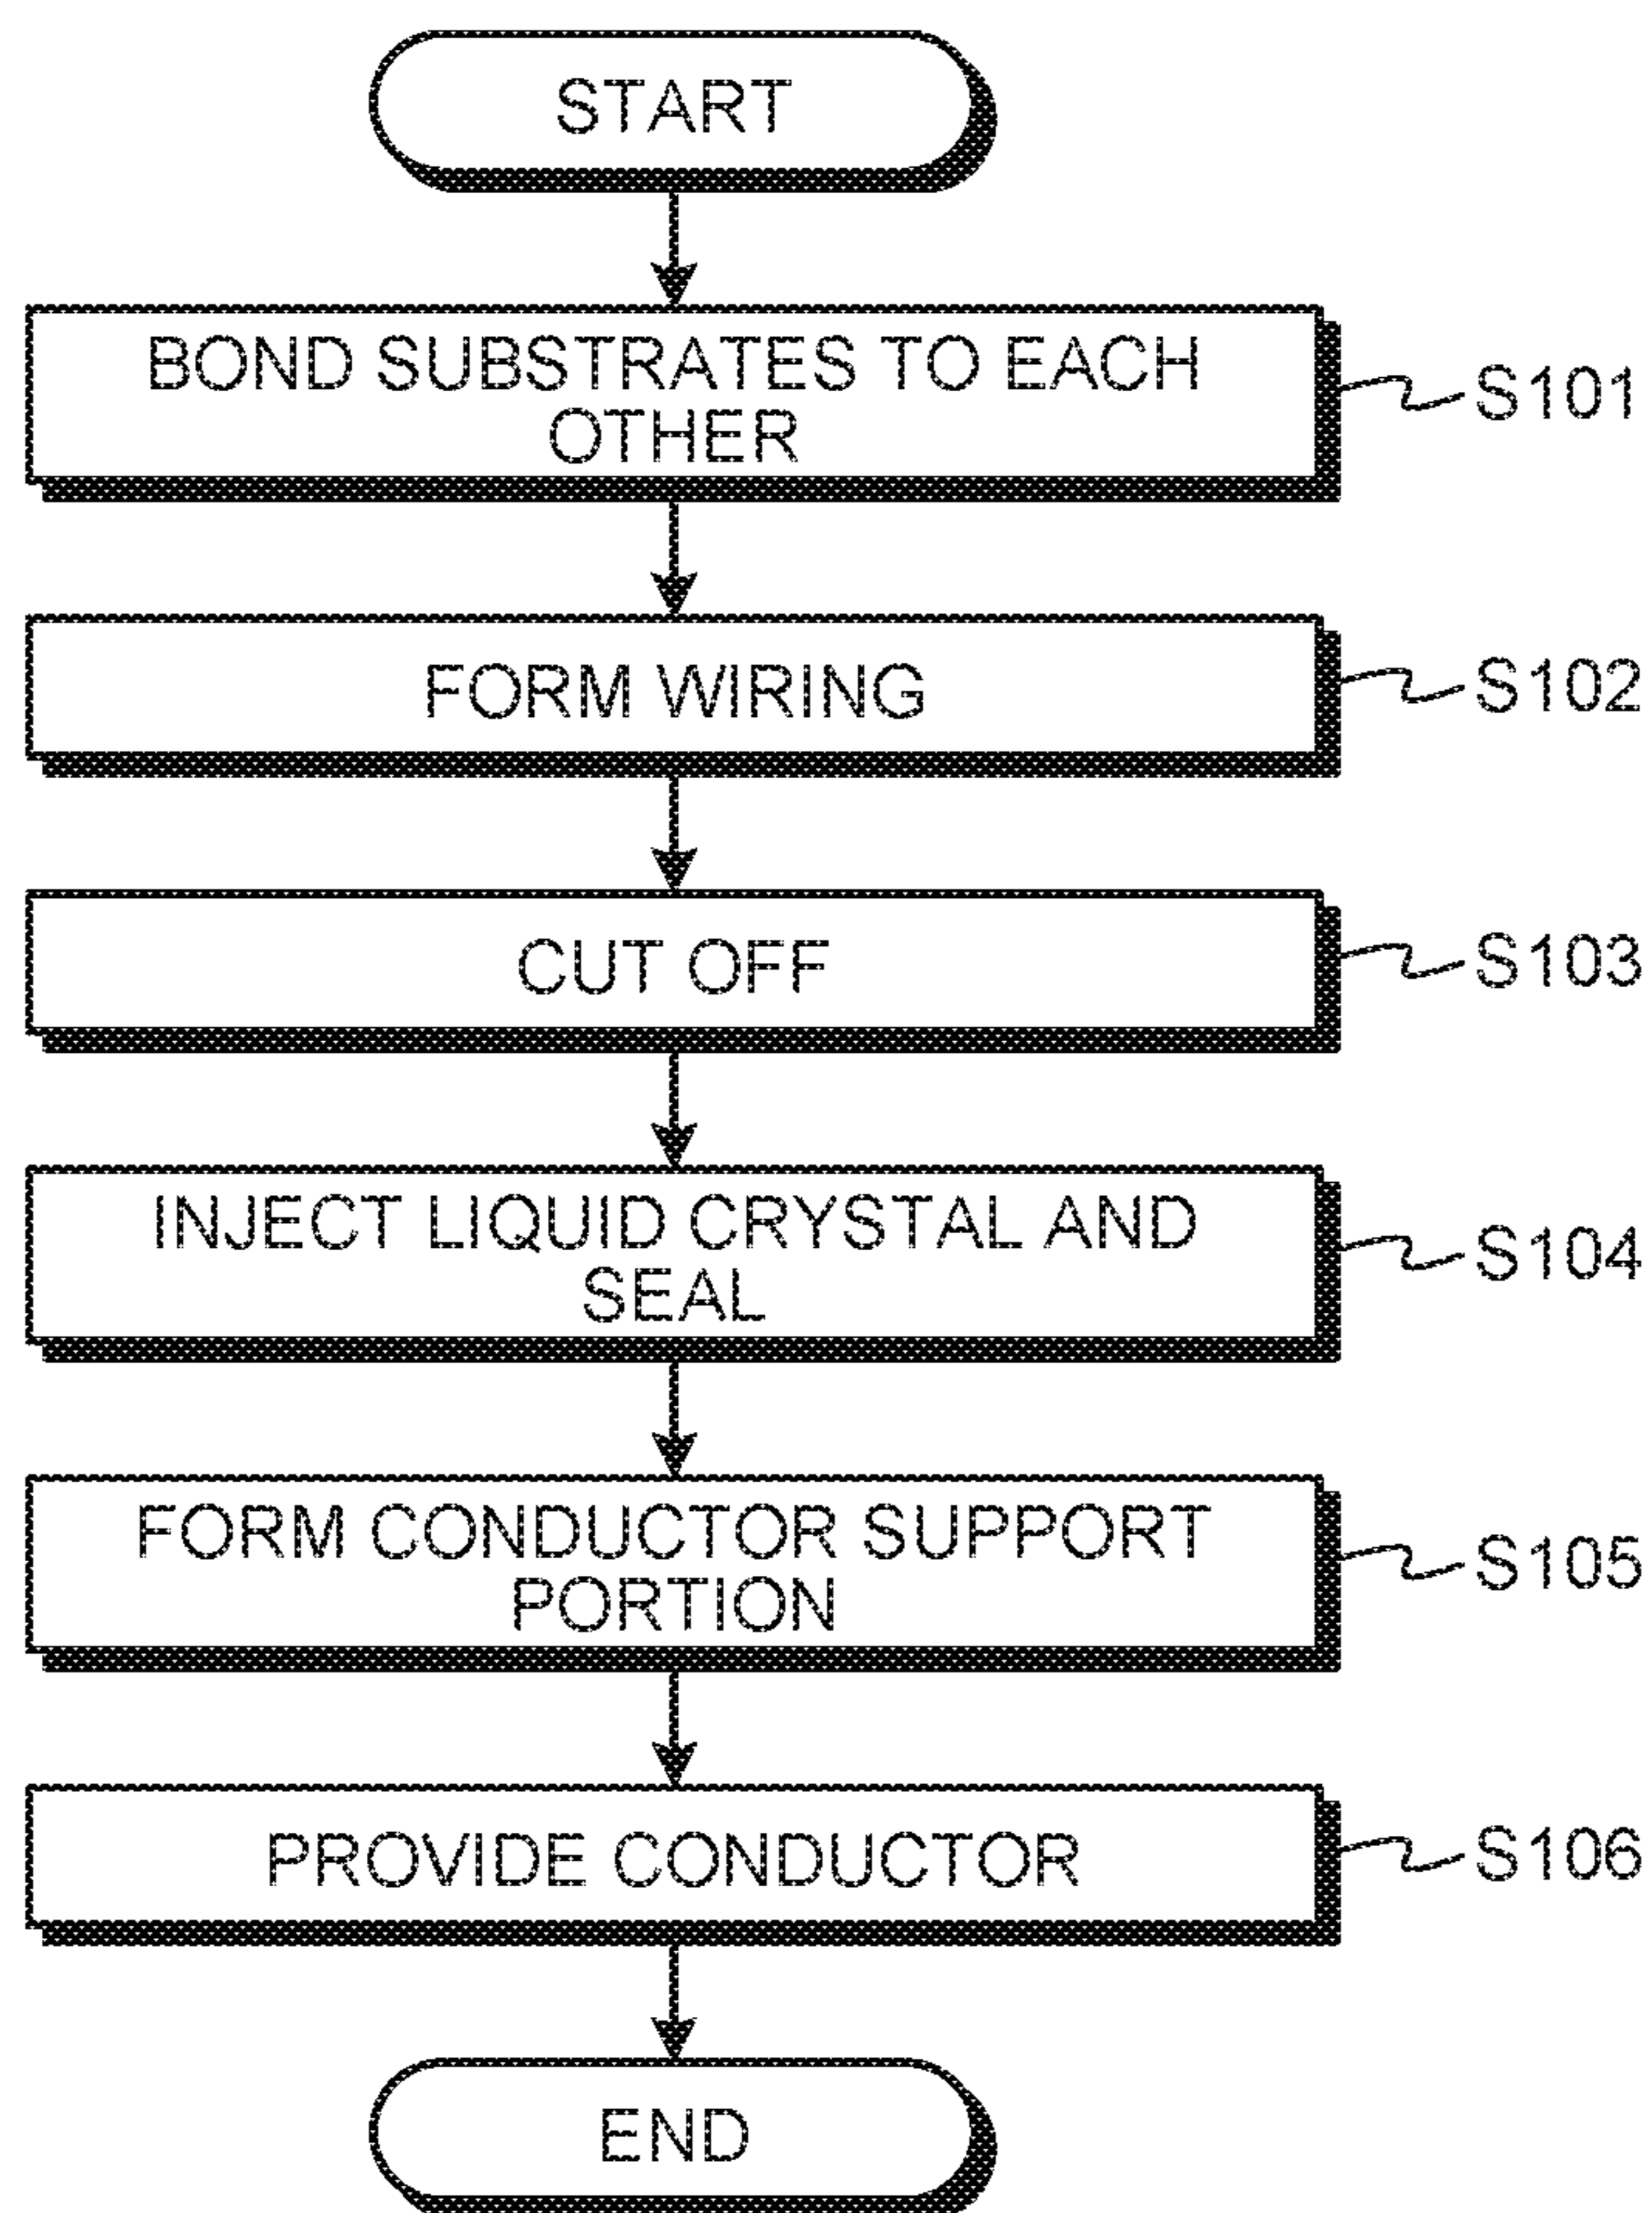 START
BOND SUBSTRATES TO EACH
OTHER
S101
FORM WIRING
S102
CUT OFF
S103
INJECT LIQUID CRYSTAL AND
SEAL
S104
FORM CONDUCTOR SUPPORT
PORTION
S105
PROVIDE CONDUCTOR
S106
END